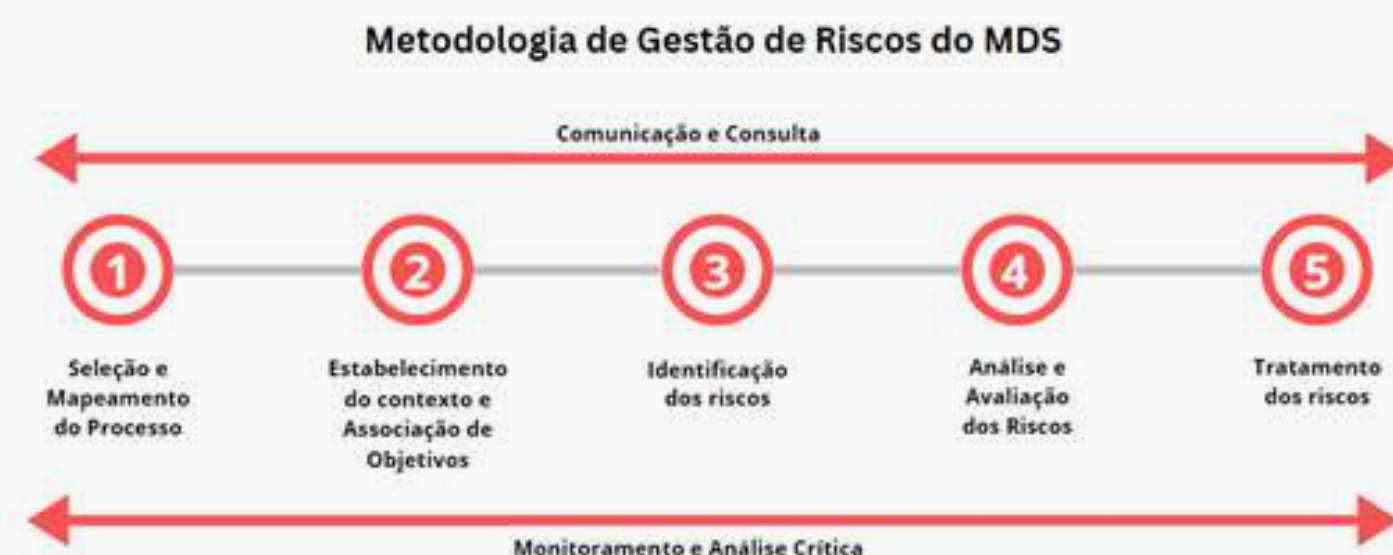 Metodologia de Gestão de Riscos do MDS
Comunicação e Consulta
1
2
3
4
5
Seleção e
Mapeamento
do Processo
Estabelecimento
do contexto e
Associação de
Objetivos
Identificação
dos riscos
Análise e
Avaliação
dos Riscos
Tratamento
dos riscos
Monitoramento e Análise Crítica